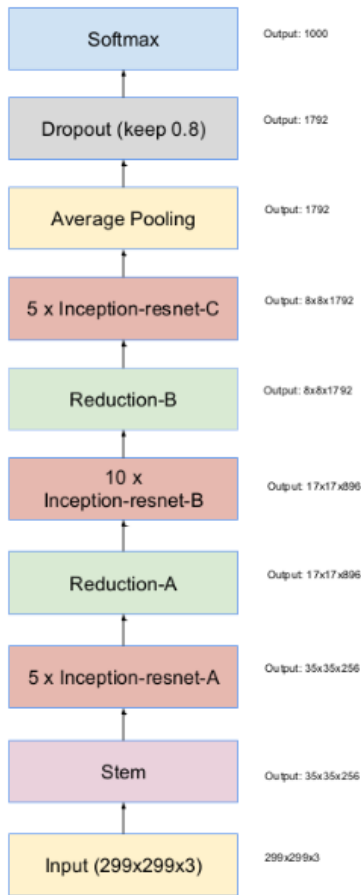 Softmax
Output: 1000
Dropout (keep 0.8)
Output: 1792
Average Pooling
Output: 1792
5 x Inception-resnet-C
Output: 8x8x1792
Reduction-B
Output: 8x8x1792
10 x
Inception-resnet-B
Output: 17x17x896
Reduction-A
Output: 17x17x896
5 x Inception-resnet-A
Output: 35x35x256
Stem
Output: 35x35x256
Input (299x299x3)
299x299x3